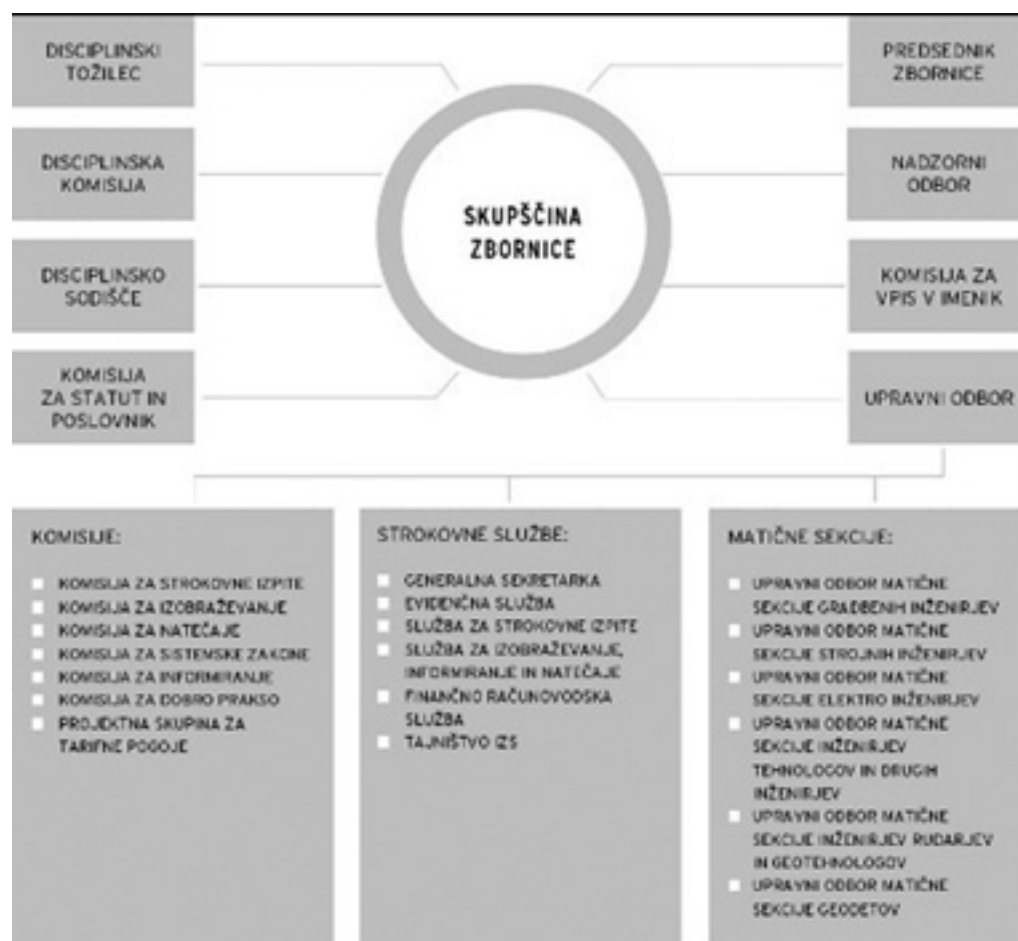 DISCIPLINSKI
TOŽILEC
DISCIPLINSKA
KOMISIJA
DISCIPLINSKO
SODIŠČE
KOMISIJA
ZA STATUT IN
POSLOVNIK
SKUPŠČINA
ZBORNICE
PREDSEDNIK
ZBORNICE
NADZORNI
ODBOR
KOMISIJA ZA
VPIS V IMENIK
UPRAVNI ODBOR
KOMISIJE:
KOMISIJA ZA STROKOVNE IZPITE
KOMISIJA ZA IZOBRAŽEVANJE
KOMISIJA ZA NATEČAJE
KOMISIJA ZA SISTEMSKE ZAKONE
KOMISIJA ZA INFORMIRANJE
KOMISIJA ZA DOBRO PRAKSO
PROJEKTNA SKUPINA ZA
TARIFNE POGOJE
STROKOVNE SLUŽBE:
GENERALNA SEKRETARKA
EVIDENČNA SLUŽBA
SLUŽBA ZA STROKOVNE IZPITE
SLUŽBA ZA IZOBRAŽEVANJE,
INFORMIRANJE IN NATEČAJE
FINANČNO RAČUNOVODSKA
SLUŽBA
TAJNIŠTVO IZS
MATIČNE SEKCIJE:
UPRAVNI ODBOR MATIČNE
SEKCIJE GRADBENIH INŽENIRJEV
UPRAVNI ODBOR MATIČNE
SEKCIJE STROJNIH INŽENIRJEV
UPRAVNI ODBOR MATIČNE
SEKCIJE ELEKTRO INŽENIRJEV
UPRAVNI ODBOR MATIČNE
SEKCIJE INŽENIRJEV
TEHNOLOGOV IN DRUGIH
INŽENIRJEV
UPRAVNI ODBOR MATIČNE
SEKCIJE INŽENIRJEV RUDARJEV
IN GEOTEHNOLOGOV
UPRAVNI ODBOR MATIČNE
SEKCIJE GEODETOV